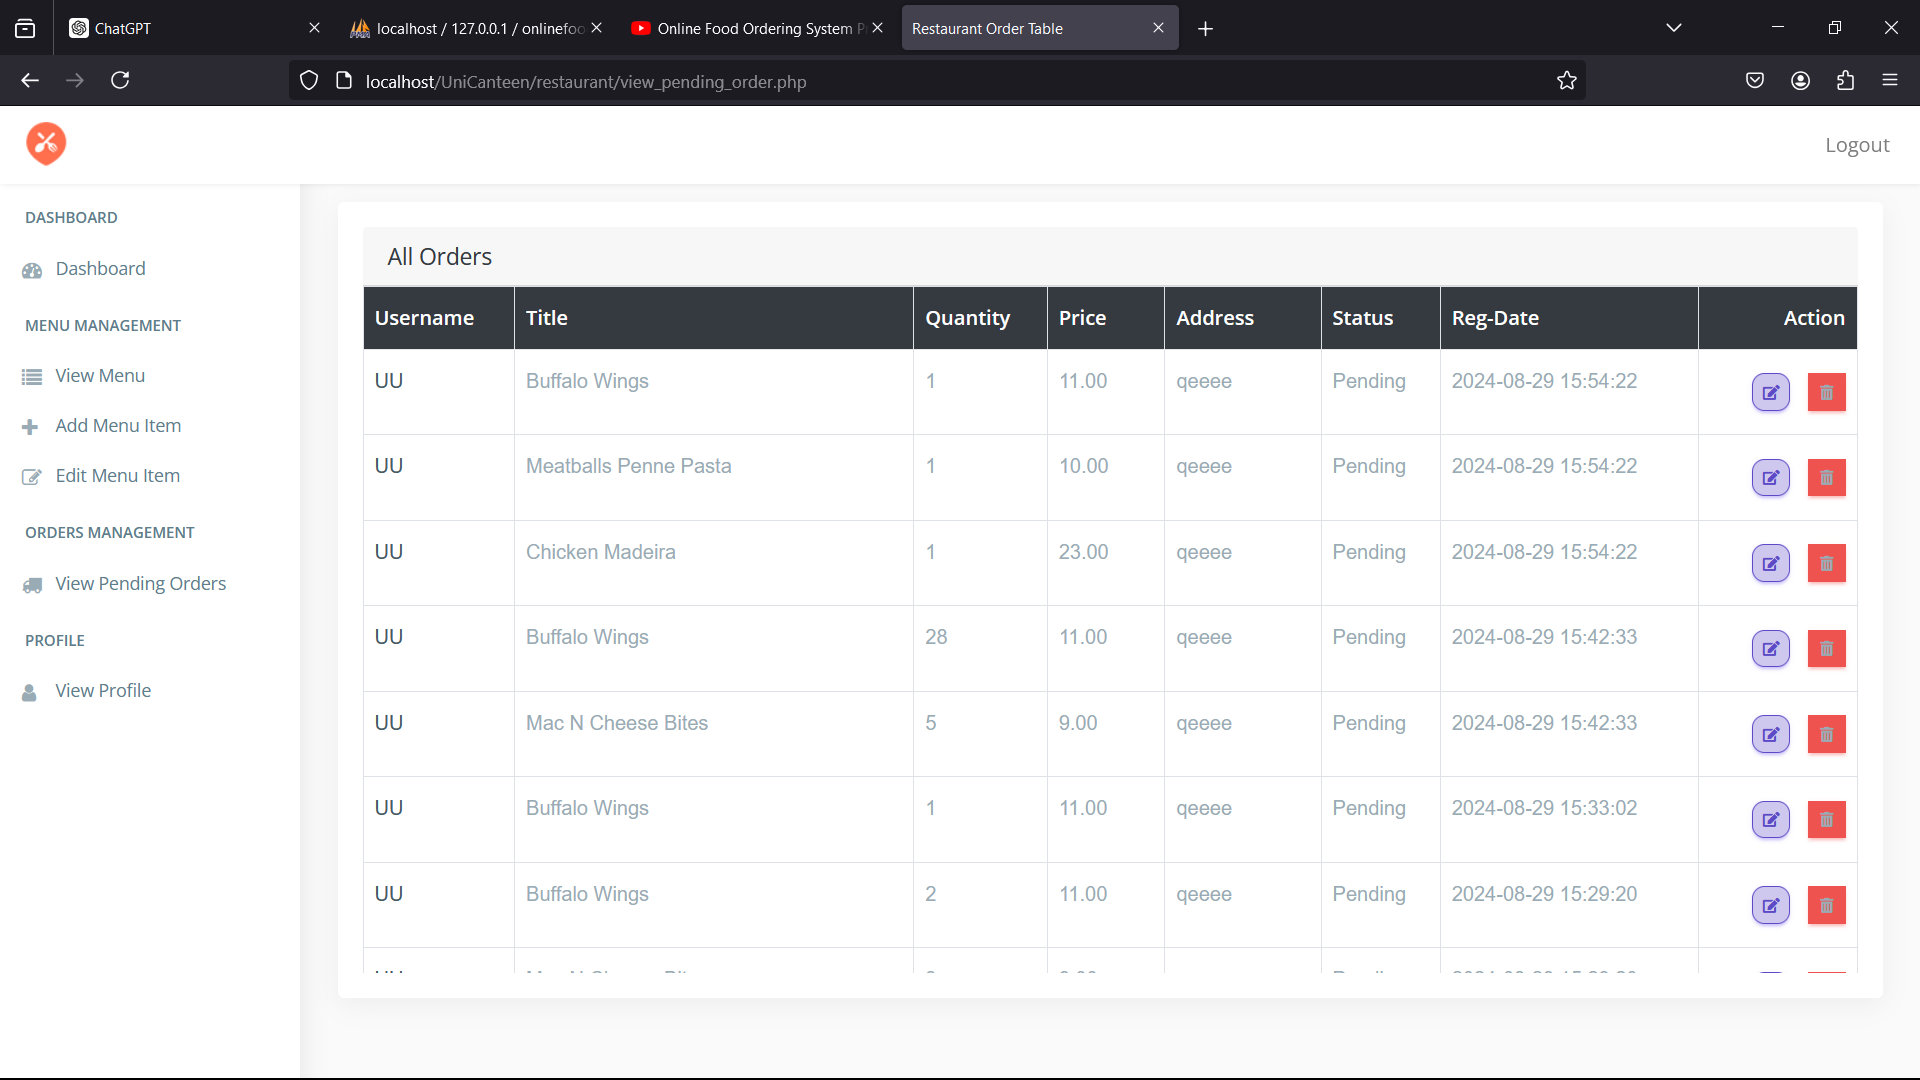 ChatGPT
localhost / 127.0.0.1 / onlinefoo
Online Food Ordering System P
Restaurant Order Table
localhost/UniCanteen/restaurant/view_pending_order.php
Logout
DASHBOARD
Dashboard
MENU MANAGEMENT
View Menu
Add Menu Item
Edit Menu Item
ORDERS MANAGEMENT
View Pending Orders
PROFILE
View Profile
All Orders
Username Title Quantity Price Address Status Reg-Date Action
UU Buffalo Wings 1 11.00 qeeee Pending 2024-08-29 15:54:22
UU Meatballs Penne Pasta 1 10.00 qeeee Pending 2024-08-29 15:54:22
UU Chicken Madeira 1 23.00 qeeee Pending 2024-08-29 15:54:22
UU Buffalo Wings 28 11.00 qeeee Pending 2024-08-29 15:42:33
UU Mac N Cheese Bites 5 9.00 qeeee Pending 2024-08-29 15:42:33
UU Buffalo Wings 1 11.00 qeeee Pending 2024-08-29 15:33:02
UU Buffalo Wings 2 11.00 qeeee Pending 2024-08-29 15:29:20